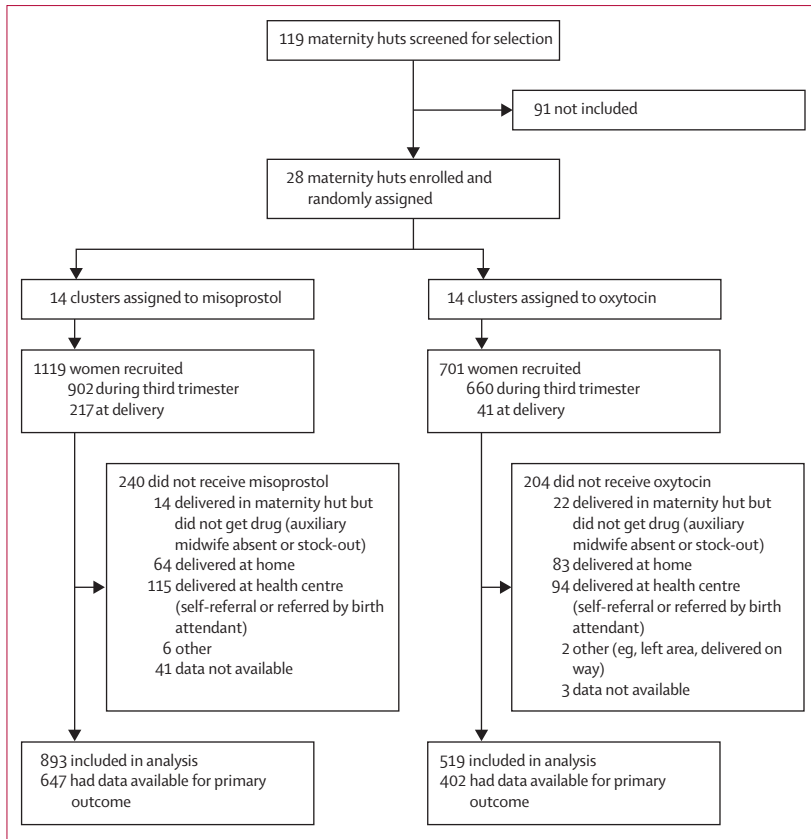 119 maternity huts screened for selection
91 not included
28 maternity huts enrolled and
randomly assigned
14 clusters assigned to misoprostol
14 clusters assigned to oxytocin
1119 women recruited
902 during third trimester
217 at delivery
701 women recruited
660 during third trimester
41 at delivery
240 did not receive misoprostol
14 delivered in maternity hut but
did not get drug (auxiliary
midwife absent or stock-out)
64 delivered at home
115 delivered at health centre
(self-referral or referred by birth
attendant)
6 other
41 data not available
204 did not receive oxytocin
22 delivered in maternity hut but
did not get drug (auxiliary
midwife absent or stock-out)
83 delivered at home
94 delivered at health centre
(self-referral or referred by birth
attendant)
2 other (eg, left area, delivered on
way)
3 data not available
893 included in analysis
647 had data available for primary
outcome
519 included in analysis
402 had data available for primary
outcome